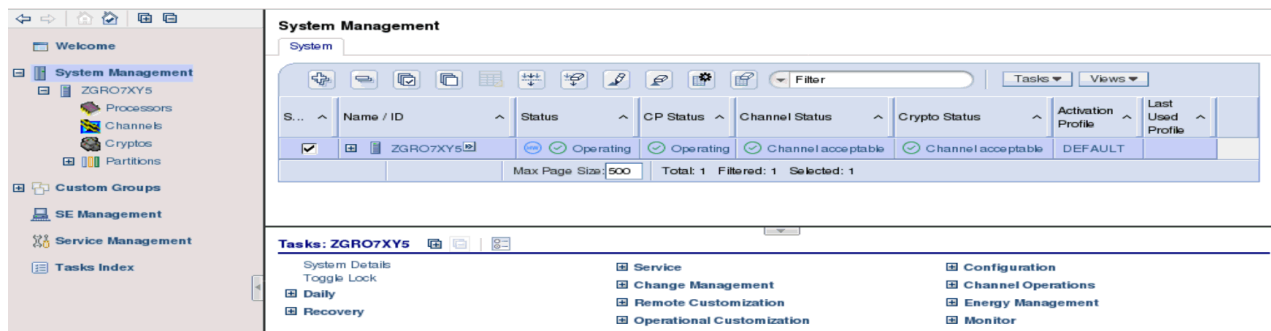 Welcome
System Management
ZGRO7XY5
Processors
Channels
Cryptos
Partitions
Custom Groups
SE Management
Service Management
Tasks Index
System Management
System
Filter
Tasks Views
S... Name / ID Status CP Status Channel Status Crypto Status Activation Profile Last Used Profile
ZGRO7XY5 Operating Operating Channel acceptable Channel acceptable DEFAULT
Max Page Size: 500 Total: 1 Filtered: 1 Selected: 1
Tasks: ZGRO7XY5
System Details
Toggle Lock
Daily
Recovery
Service
Change Management
Remote Customization
Operational Customization
Configuration
Channel Operations
Energy Management
Monitor